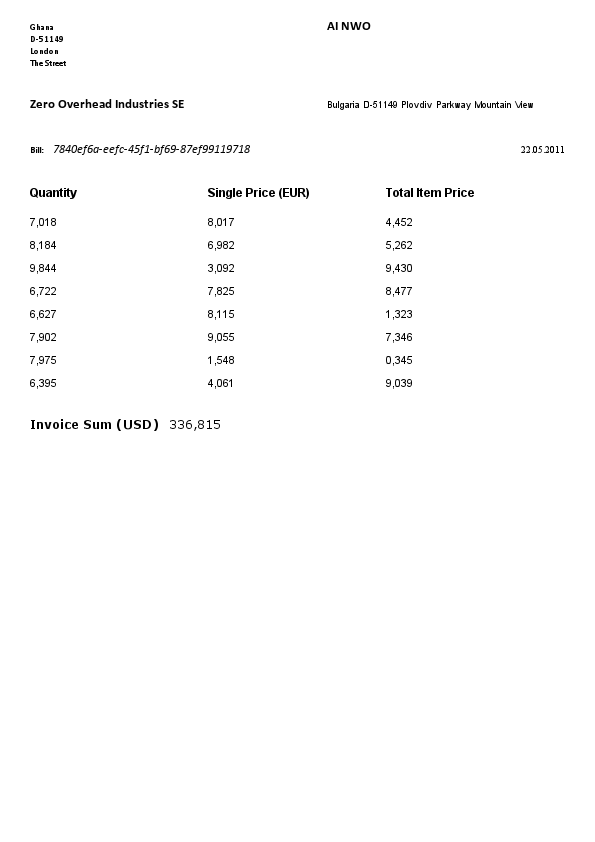 Ghana
D-51149
London
The Street
AI NWO
Zero Overhead Industries SE
Bulgaria D-51149 Plovdiv Parkway Mountain View
Bill: 7840ef6a-eefc-45f1-bf69-87ef99119718 22.05.2011
Quantity Single Price (EUR) Total Item Price
7,018 8,017 4,452
8,184 6,982 5,262
9,844 3,092 9,430
6,722 7,825 8,477
6,627 8,115 1,323
7,902 9,055 7,346
7,975 1,548 0,345
6,395 4,061 9,039
Invoice Sum (USD) 336,815